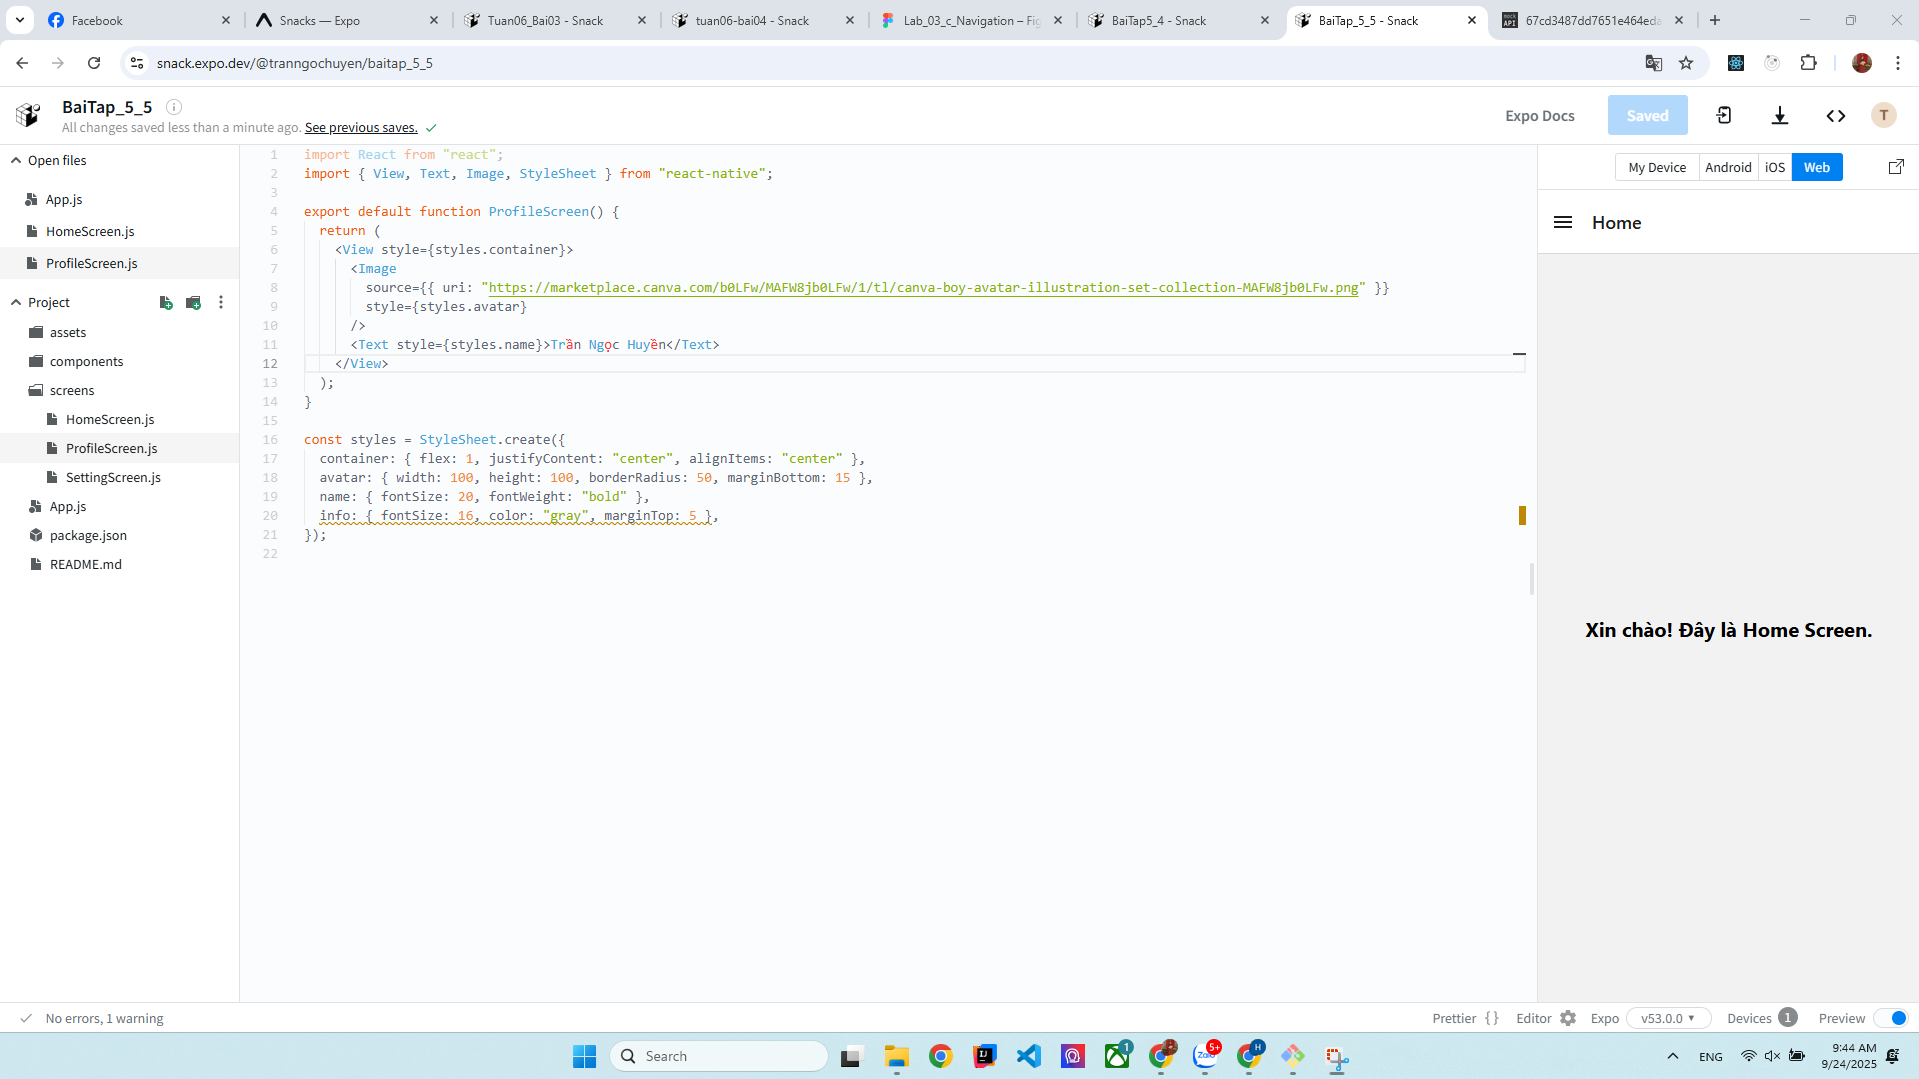 Facebook
Snacks — Expo
Tuan06_Bai03 - Snack
tuan06-bai04 - Snack
Lab_03_c_Navigation – Fig
BaiTap5_4 - Snack
BaiTap_5_5 - Snack
67cd3487dd7651e464eda
snack.expo.dev/@tranngochuyen/baitap_5_5
BaiTap_5_5
All changes saved less than a minute ago. See previous saves.
Expo Docs
Saved
T
Open files
App.js
HomeScreen.js
ProfileScreen.js
Project
assets
components
screens
HomeScreen.js
ProfileScreen.js
SettingScreen.js
App.js
package.json
README.md
1 import React from "react";
2 import { View, Text, Image, StyleSheet } from "react-native";
3
4 export default function ProfileScreen() {
5 return (
6 <View style={styles.container}>
7 <Image
8 source={{ uri: "https://marketplace.canva.com/b0LFw/MAFW8jb0LFw/1/tl/canva-boy-avatar-illustration-set-collection-MAFW8jb0LFw.png" }}
9 style={styles.avatar}
10 />
11 <Text style={styles.name}>Trần Ngọc Huyền</Text>
12 </View>
13 );
14 }
15
16 const styles = StyleSheet.create({
17 container: { flex: 1, justifyContent: "center", alignItems: "center" },
18 avatar: { width: 100, height: 100, borderRadius: 50, marginBottom: 15 },
19 name: { fontSize: 20, fontWeight: "bold" },
20 info: { fontSize: 16, color: "gray", marginTop: 5 },
21 });
22
My Device
Android
iOS
Web
Home
Xin chào! Đây là Home Screen.
No errors, 1 warning
Prettier { }
Editor
Expo
v53.0.0
Devices 1
Preview
Search
1
5+
Zalo
H
ENG
9:44 AM
9/24/2025